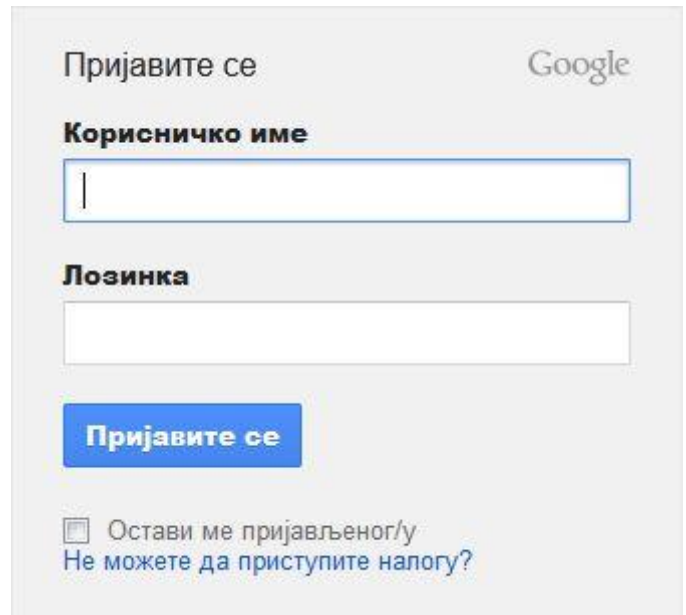 Пријавите се Google
Корисничко име
Лозинка
Пријавите се
Остави ме пријављеног/у
Не можете да приступите налогу?